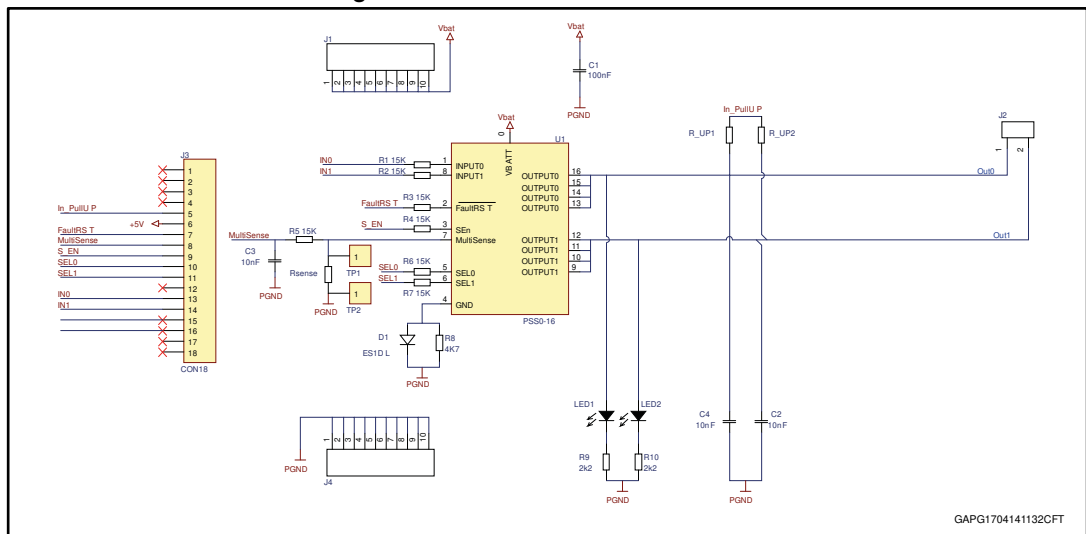 Vbat
J1
1 2 3 4 5 6 7 8 9 10
PGND
Vbat
C1
100nF
PGND
In_PullU P
R_UP1
R_UP2
J2
1
2
Vbat
0
U1
VB ATT
IN0
R1 15K
1
INPUT0
IN1
R2 15K
8
INPUT1
FaultRS T
R3 15K
2
FaultRS T
S_EN
R4 15K
3
SEn
MultiSense
R5 15K
7
MultiSense
SEL0
R6 15K
5
SEL0
SEL1
R7 15K
6
SEL1
4
GND
OUTPUT0
16
OUTPUT0
15
OUTPUT0
14
OUTPUT0
13
OUTPUT1
12
OUTPUT1
11
OUTPUT1
10
OUTPUT1
9
PSS0-16
Out0
Out1
J3
1
2
3
4
In_PullU P
5
+5V
6
FaultRS T
7
MultiSense
8
S_EN
9
SEL0
10
SEL1
11
12
IN0
13
IN1
14
15
16
17
18
CON18
C3
10nF
PGND
Rsense
PGND
1
TP1
1
TP2
D1
ES1D L
R8
4K7
PGND
LED1
LED2
R9
2k2
R10
2k2
PGND
C4
10nF
C2
10nF
PGND
1 2 3 4 5 6 7 8 9 10
PGND
J4
GAPG1704141132CFT